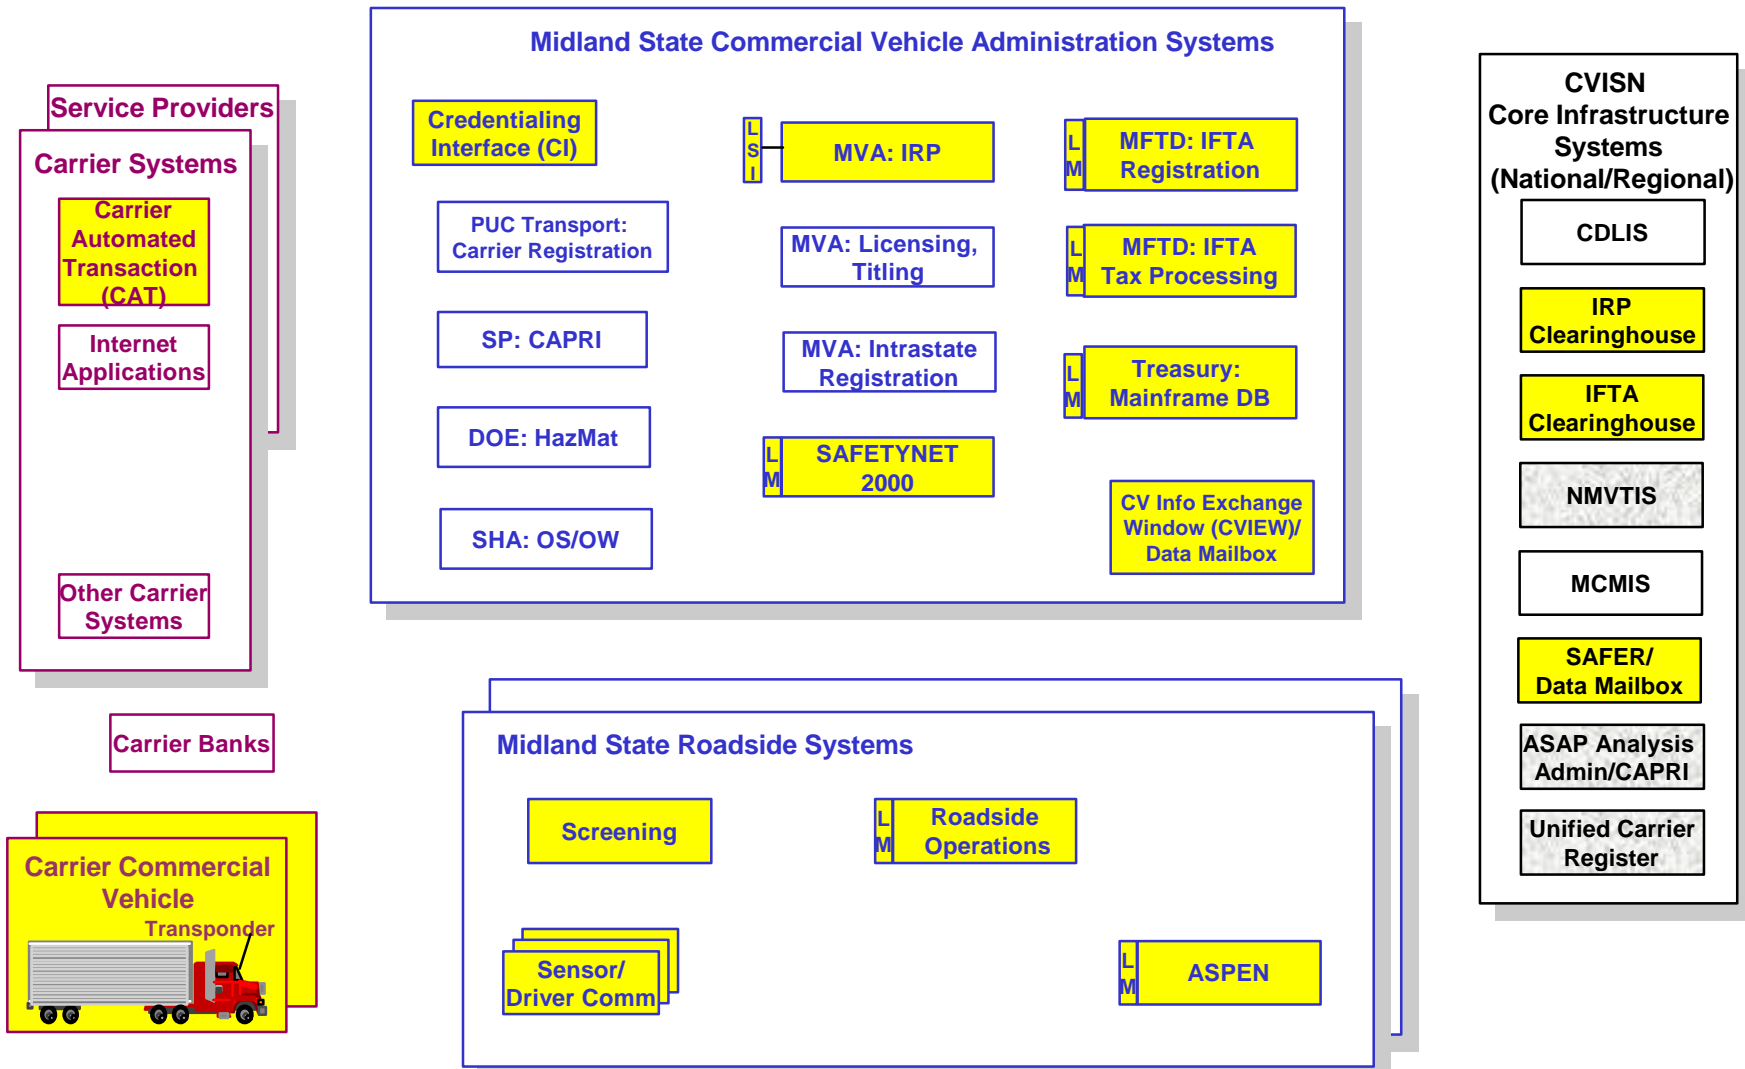 Midland State Commercial Vehicle Administration Systems
Service Providers
Carrier Systems
Carrier
Automated
Transaction
(CAT)
Internet
Applications
Other Carrier
Systems
Carrier Banks
Carrier Commercial
Vehicle
Transponder
Credentialing
Interface (CI)
PUC Transport:
Carrier Registration
SP: CAPRI
DOE: HazMat
SHA: OS/OW
L
S
I
MVA: IRP
MVA: Licensing,
Titling
MVA: Intrastate
Registration
L
M
SAFETYNET
2000
L
M
MFTD: IFTA
Registration
L
M
MFTD: IFTA
Tax Processing
L
M
Treasury:
Mainframe DB
CV Info Exchange
Window (CVIEW)/
Data Mailbox
Midland State Roadside Systems
Screening
L
M
Roadside
Operations
Sensor/
Driver Comm
L
M
ASPEN
CVISN
Core Infrastructure
Systems
(National/Regional)
CDLIS
IRP
Clearinghouse
IFTA
Clearinghouse
NMVTIS
MCMIS
SAFER/
Data Mailbox
ASAP Analysis
Admin/CAPRI
Unified Carrier
Register